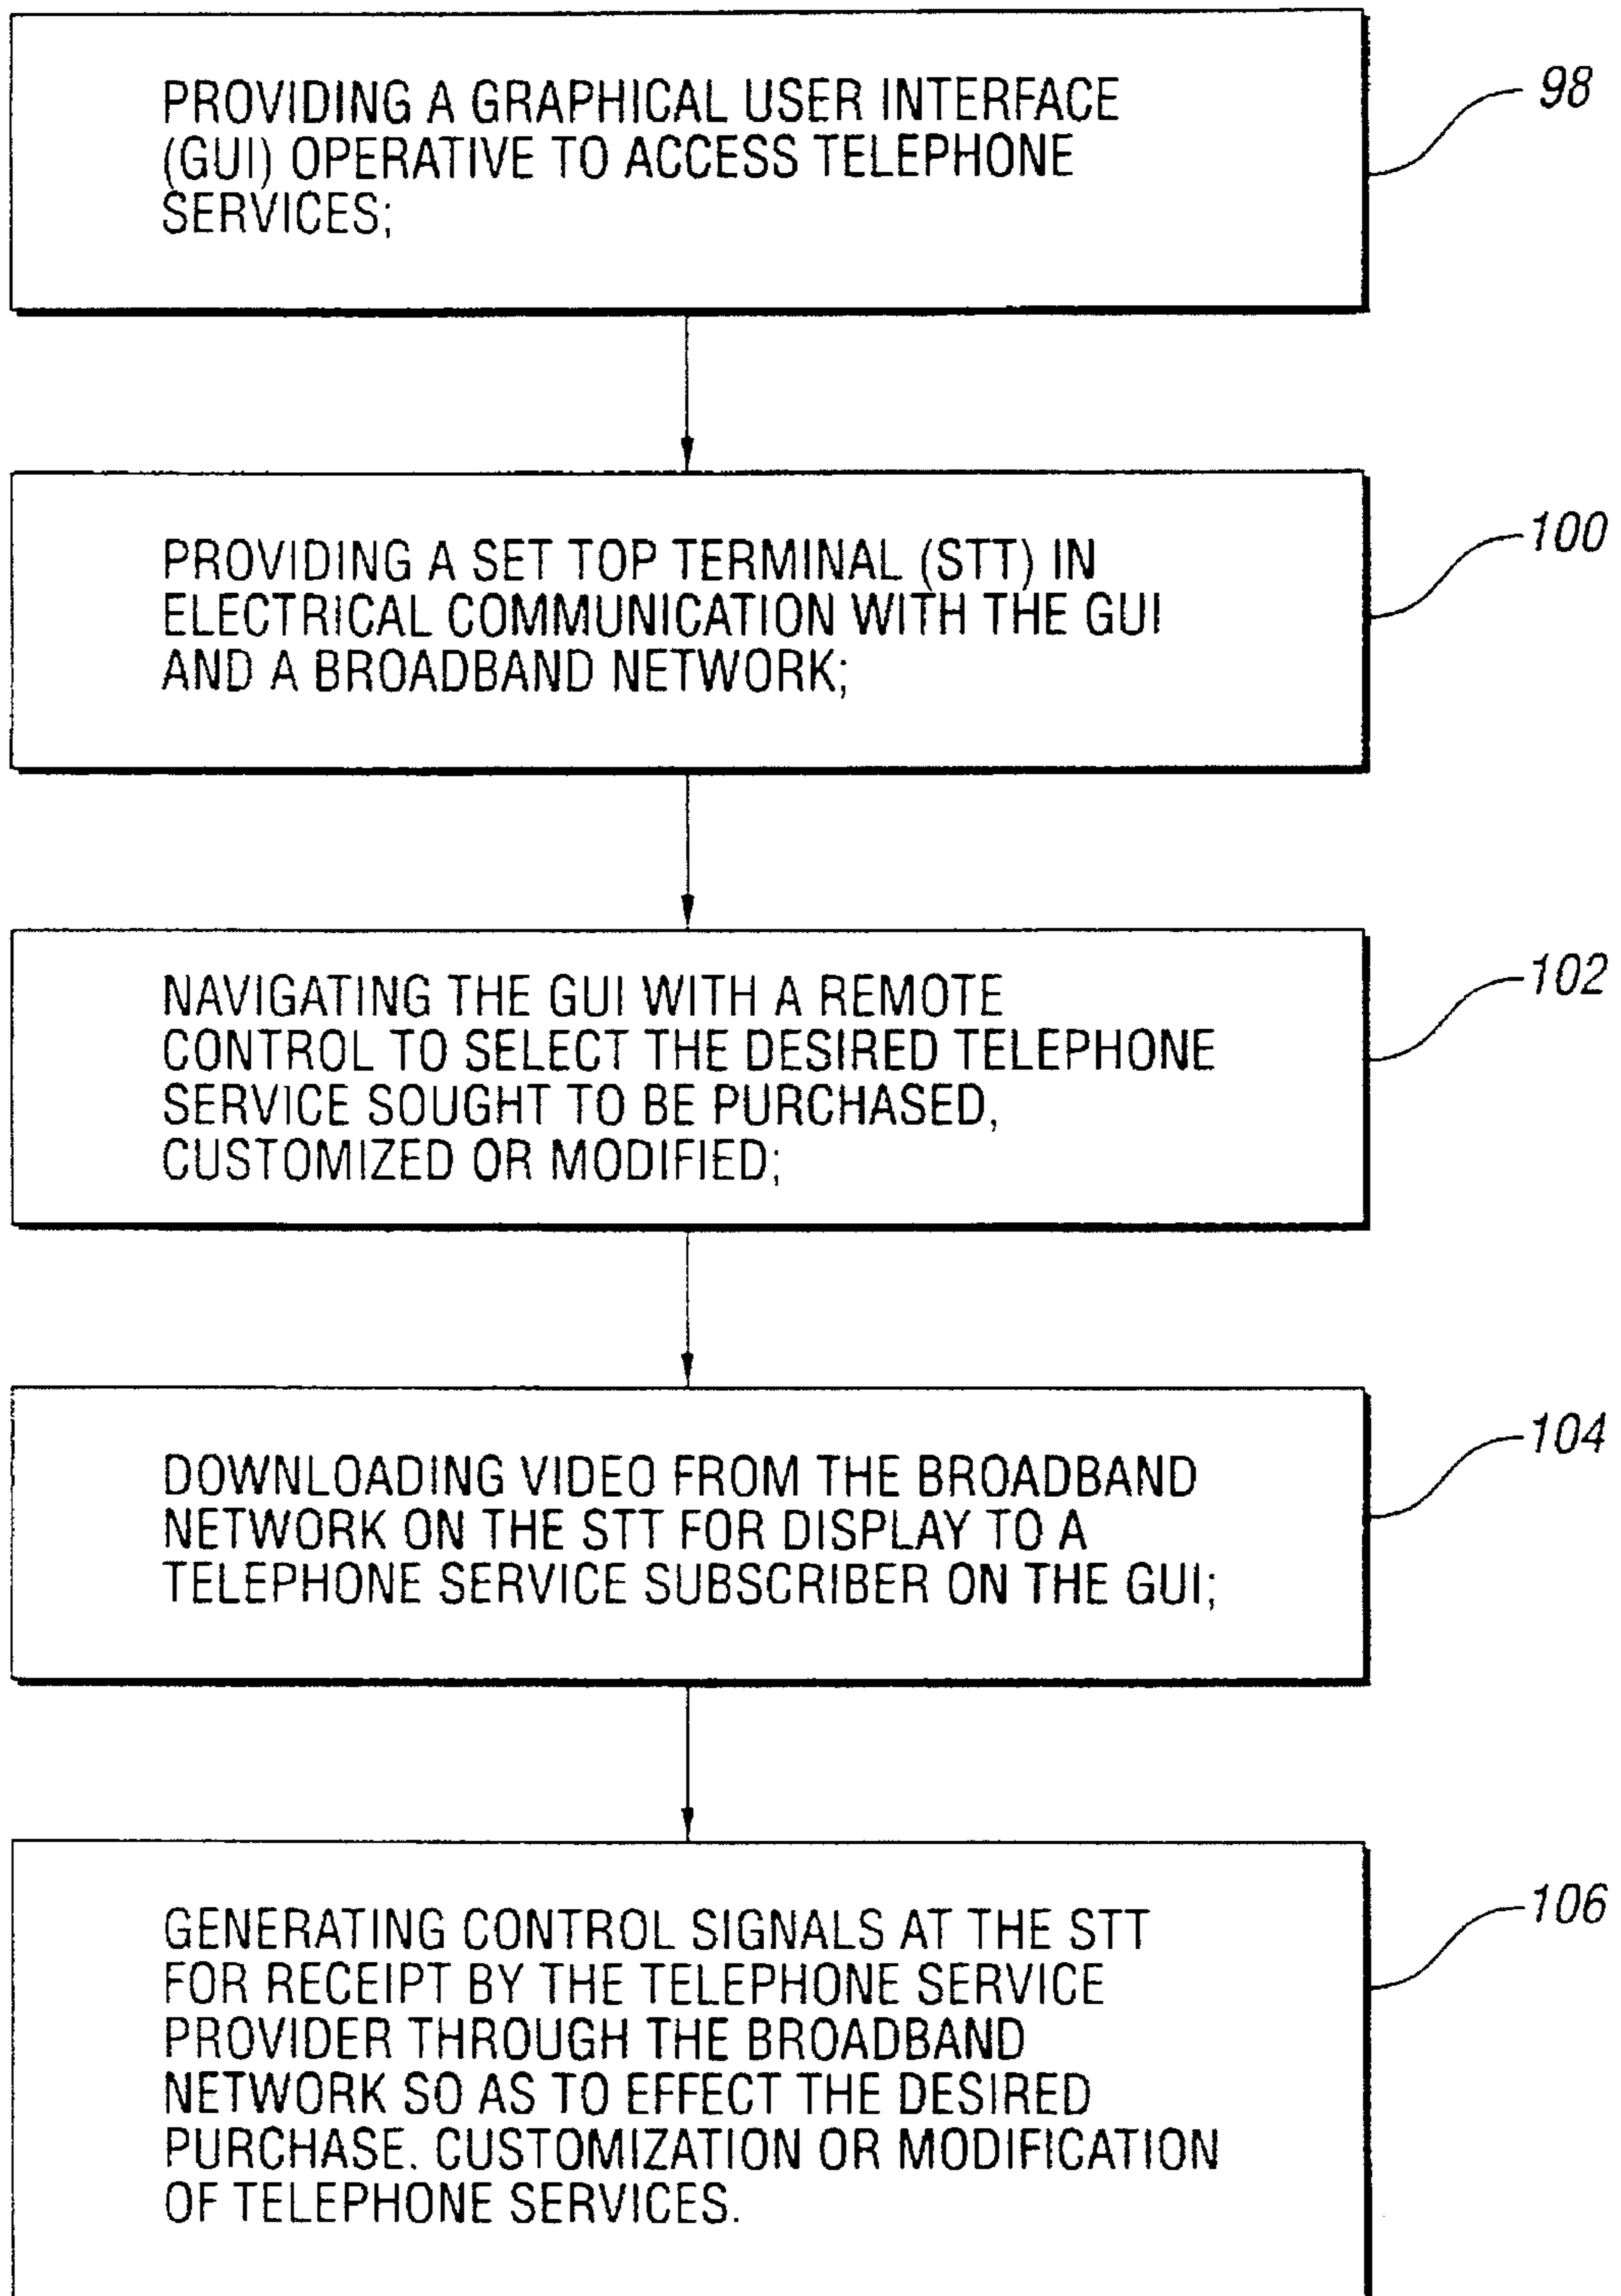 PROVIDING A GRAPHICAL USER INTERFACE
(GUI) OPERATIVE TO ACCESS TELEPHONE
SERVICES;
98
PROVIDING A SET TOP TERMINAL (STT) IN
ELECTRICAL COMMUNICATION WITH THE GUI
AND A BROADBAND NETWORK;
100
NAVIGATING THE GUI WITH A REMOTE
CONTROL TO SELECT THE DESIRED TELEPHONE
SERVICE SOUGHT TO BE PURCHASED,
CUSTOMIZED OR MODIFIED;
102
DOWNLOADING VIDEO FROM THE BROADBAND
NETWORK ON THE STT FOR DISPLAY TO A
TELEPHONE SERVICE SUBSCRIBER ON THE GUI;
104
GENERATING CONTROL SIGNALS AT THE STT
FOR RECEIPT BY THE TELEPHONE SERVICE
PROVIDER THROUGH THE BROADBAND
NETWORK SO AS TO EFFECT THE DESIRED
PURCHASE. CUSTOMIZATION OR MODIFICATION
OF TELEPHONE SERVICES.
106